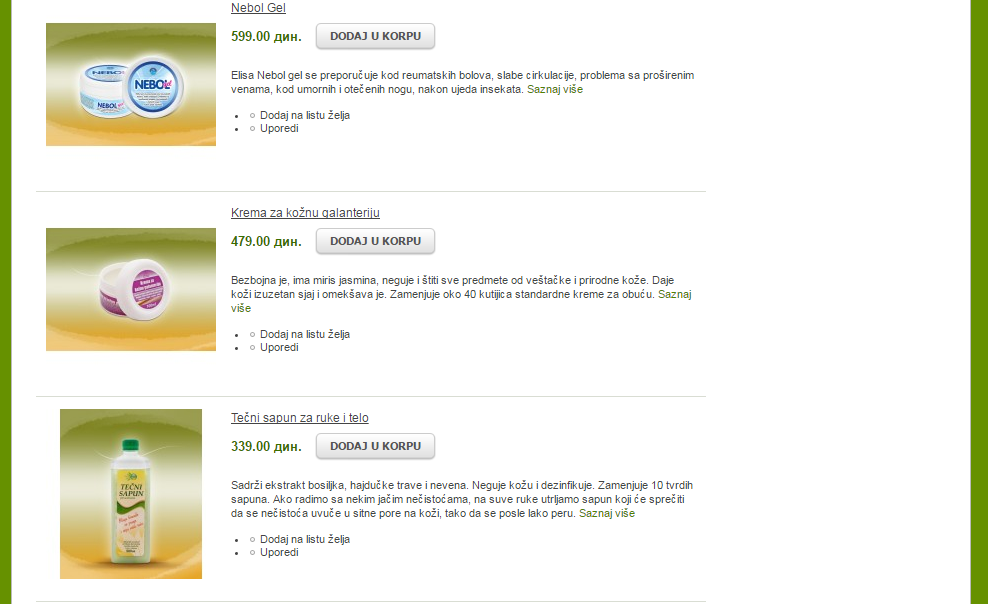 Nebol Gel
599.00 дин. DODAJ U KORPU
NEBOL
NEBOL gel
NEBOL
Elisa Nebol gel se preporučuje kod reumatskih bolova, slabe cirkulacije, problema sa proširenim
venama, kod umornih i otečenih nogu, nakon ujeda insekata. Saznaj više
Dodaj na listu želja
Uporedi
Krema za kožnu galanteriju
479.00 дин. DODAJ U KORPU
Bezbojna je, ima miris jasmina, neguje i štiti sve predmete od veštačke i prirodne kože. Daje
koži izuzetan sjaj i omekšava je. Zamenjuje oko 40 kutijica standardne kreme za obuću. Saznaj
više
Dodaj na listu želja
Uporedi
Tečni sapun za ruke i telo
339.00 дин. DODAJ U KORPU
TEČNI
SAPUN
Sadrži ekstrakt bosiljka, hajdučke trave i nevena. Neguje kožu i dezinfikuje. Zamenjuje 10 tvrdih
sapuna. Ako radimo sa nekim jačim nečistoćama, na suve ruke utrljamo sapun koji će sprečiti
da se nečistoća uvuče u sitne pore na koži, tako da se posle lako peru. Saznaj više
Dodaj na listu želja
Uporedi